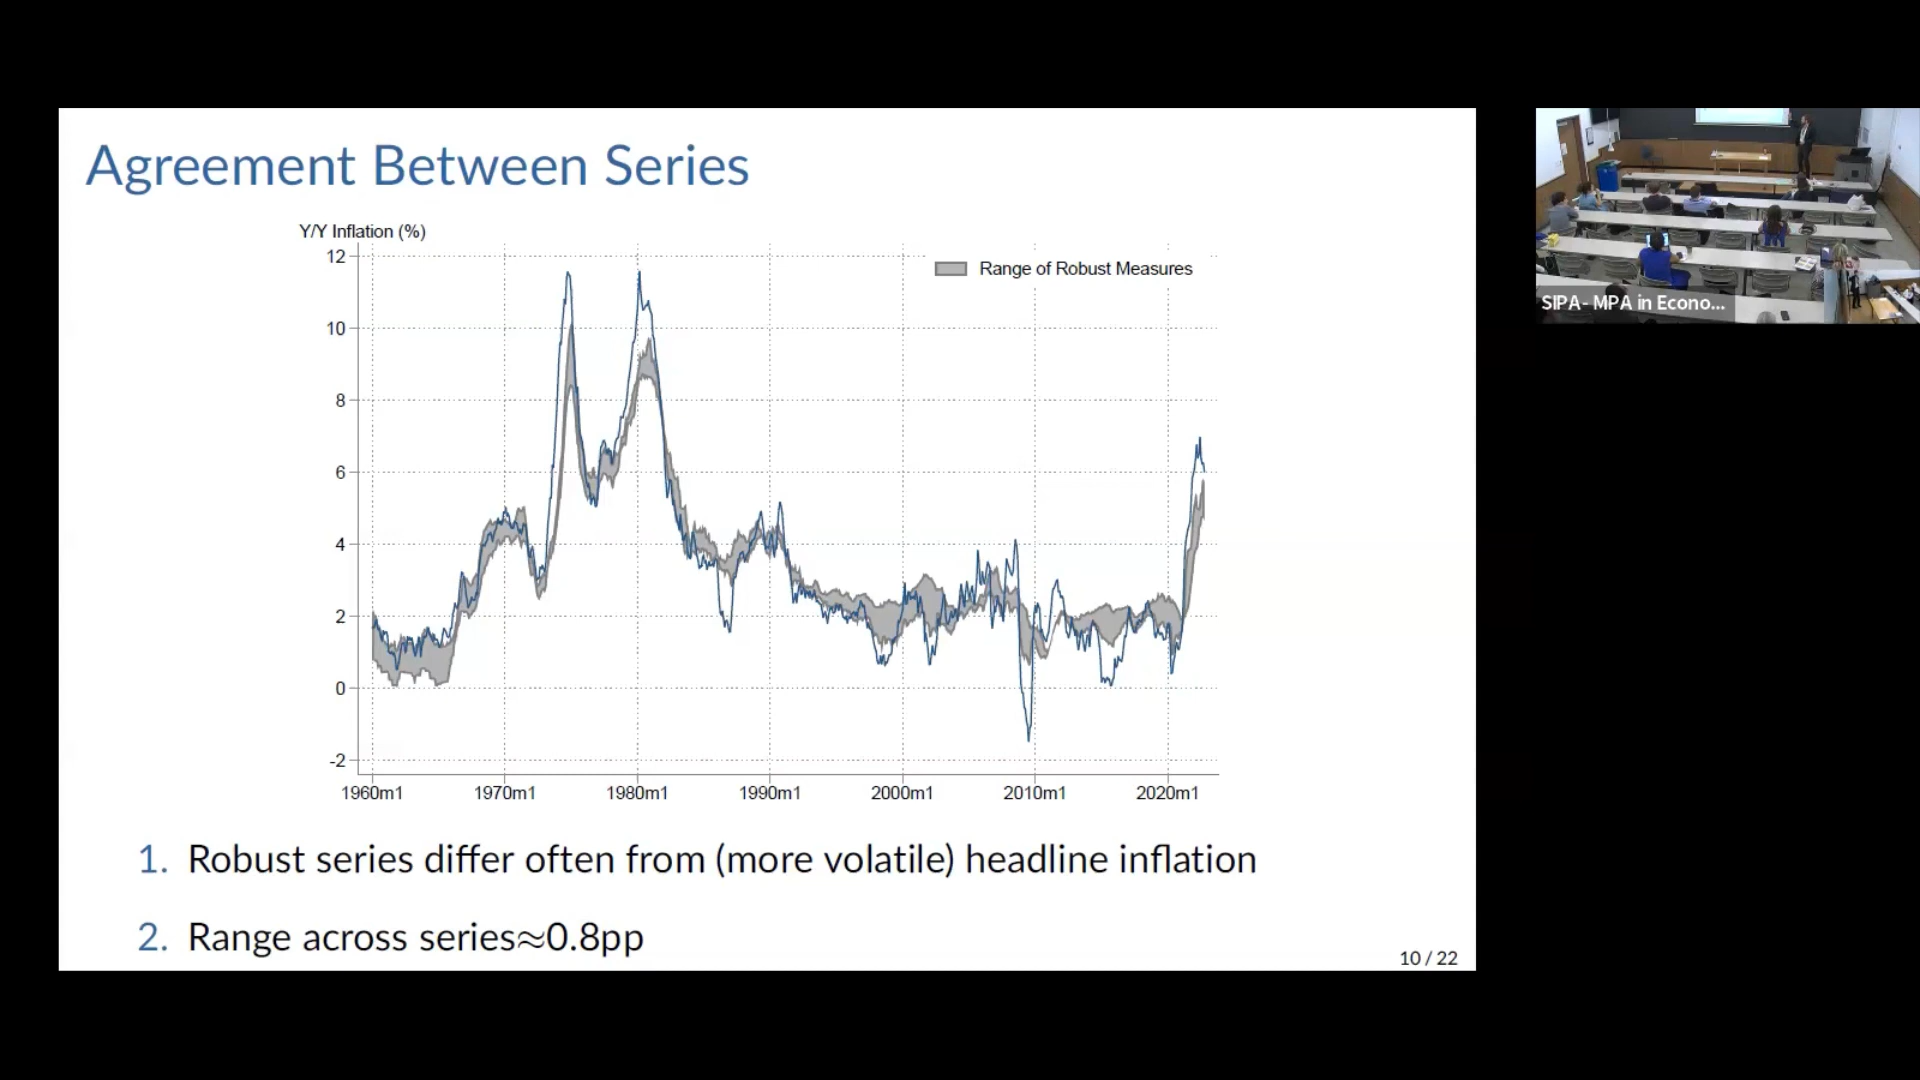 Agreement Between Series
Y/Y Inflation (%)
12
10
8
6
4
2
0
-2
Range of Robust Measures
1960m1
1970m1
1980m1
1990m1
2000m1
2010m1
2020m1
1. Robust series differ often from (more volatile) headline inflation
2. Range across series≈0.8pp
10 / 22
SIPA- MPA in Econo...